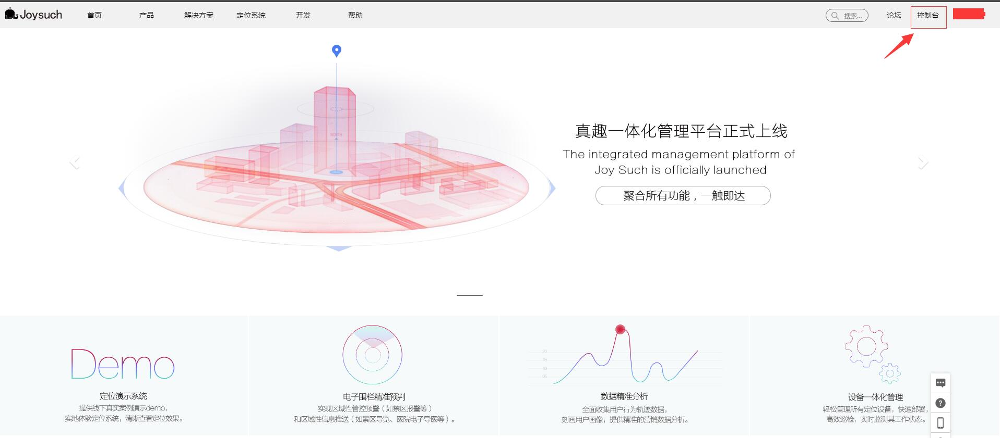 Joysuch
首页
产品
解决方案
定位系统
开发
帮助
搜索...
论坛
控制台
NORTH
真趣一体化管理平台正式上线
The integrated management platform of
Joy Such is officially launched
聚合所有功能，一触即达
Demo
定位演示系统
提供线下真实案例演示demo，
实地体验定位系统，清晰查看定位效果。
电子围栏精准预判
实现区域性管控预警（如禁区报警等）
和区域性信息推送（如景区导览、医院电子导医等）。
20
15
10
05
数据精准分析
全面收集用户行为轨迹数据，
刻画用户画像，提供精准的营销数据分析。
设备一体化管理
轻松管理所有定位设备，快速部署，
高效巡检，实时监测其工作状态。